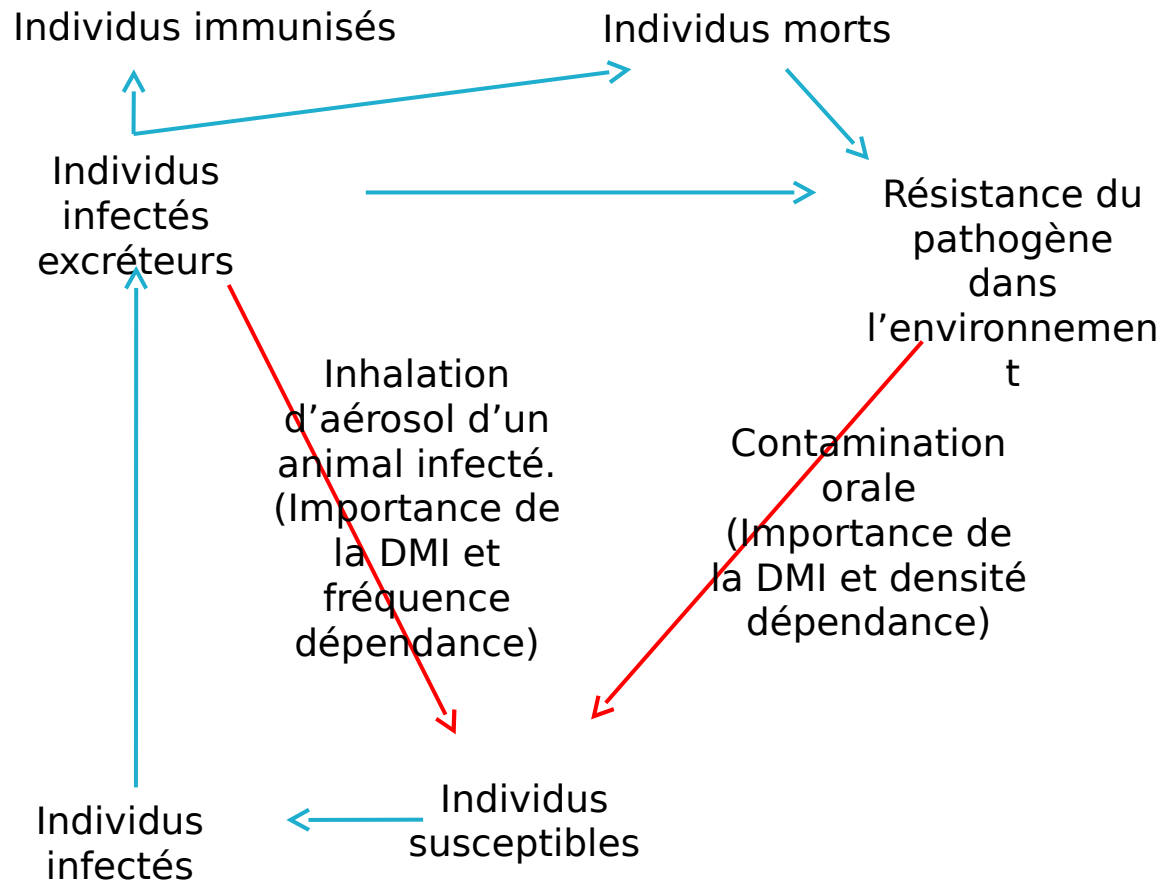 Individus immunisés
Individus morts
Individus
infectés
excréteurs
Résistance du
pathogène
dans
l’environnemen
t
Inhalation
d’aérosol d’un
animal infecté.
(Importance de
la DMI et
fréquence
dépendance)
Contamination
orale
(Importance de
la DMI et densité
dépendance)
Individus
susceptibles
Individus
infectés